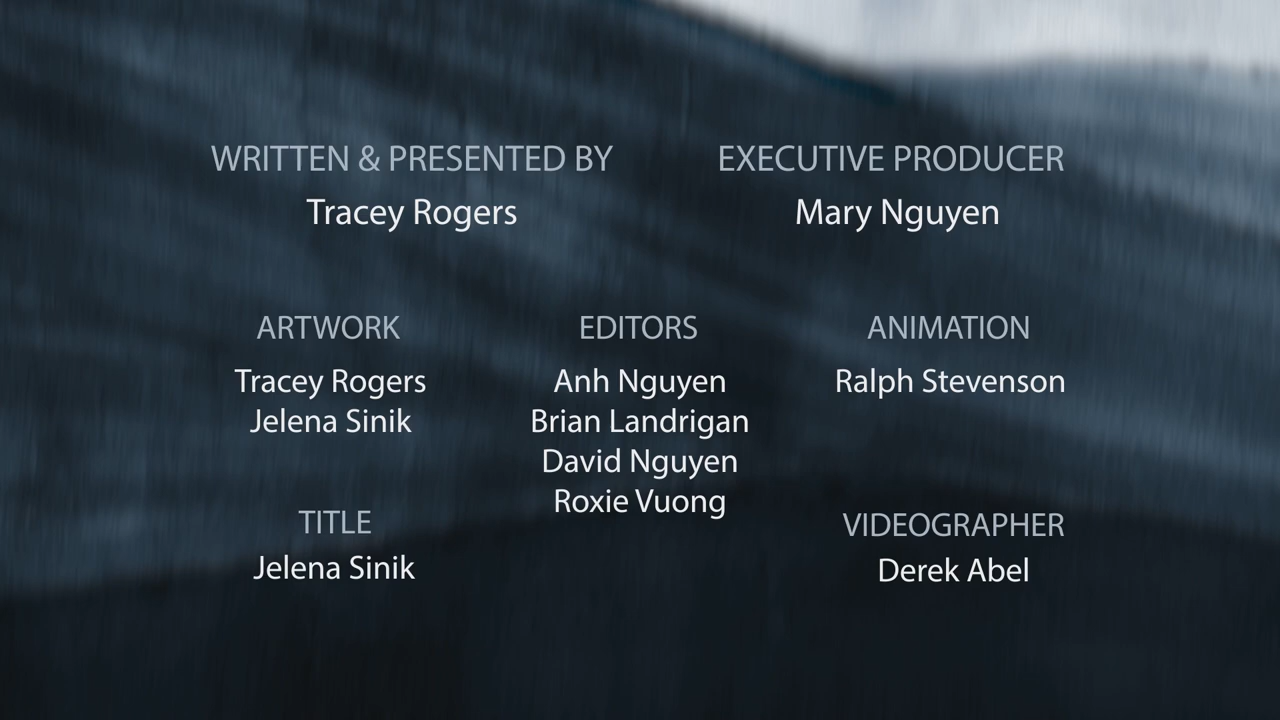 WRITTEN & PRESENTED BY
Tracey Rogers
EXECUTIVE PRODUCER
Mary Nguyen
ARTWORK
Tracey Rogers
Jelena Sinik
EDITORS
Anh Nguyen
Brian Landrigan
David Nguyen
Roxie Vuong
ANIMATION
Ralph Stevenson
TITLE
Jelena Sinik
VIDEOGRAPHER
Derek Abel